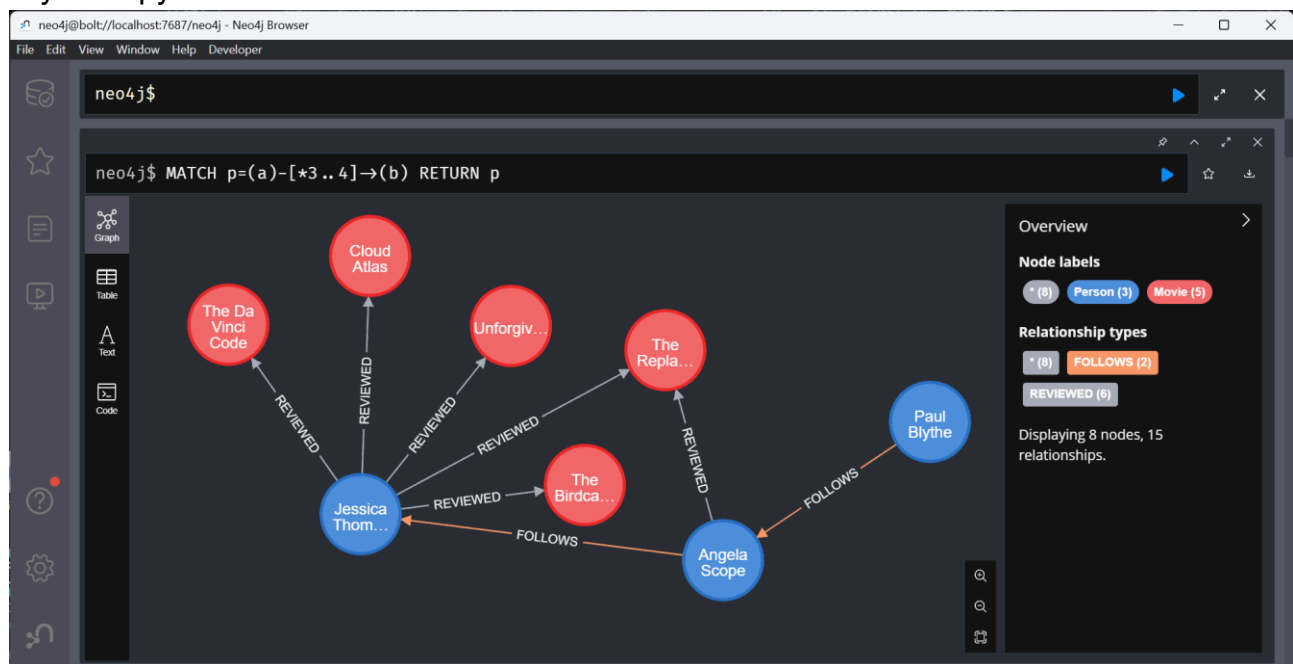 neo4j@bolt://localhost:7687/neo4j - Neo4j Browser
File Edit View Window Help Developer
neo4j$
neo4j$ MATCH p=(a)-[*3..4]→(b) RETURN p
Graph
Table
Text
Code
Cloud
Atlas
The Da
Vinci
Code
Unforgiv...
The
Repla...
The
Birdca...
Paul
Blythe
Jessica
Thom...
Angela
Scope
REVIEWED
REVIEWED
REVIEWED
REVIEWED
REVIEWED
REVIEWED
FOLLOWS
FOLLOWS
Overview
Node labels
* (8) Person (3) Movie (5)
Relationship types
* (8) FOLLOWS (2)
REVIEWED (6)
Displaying 8 nodes, 15
relationships.